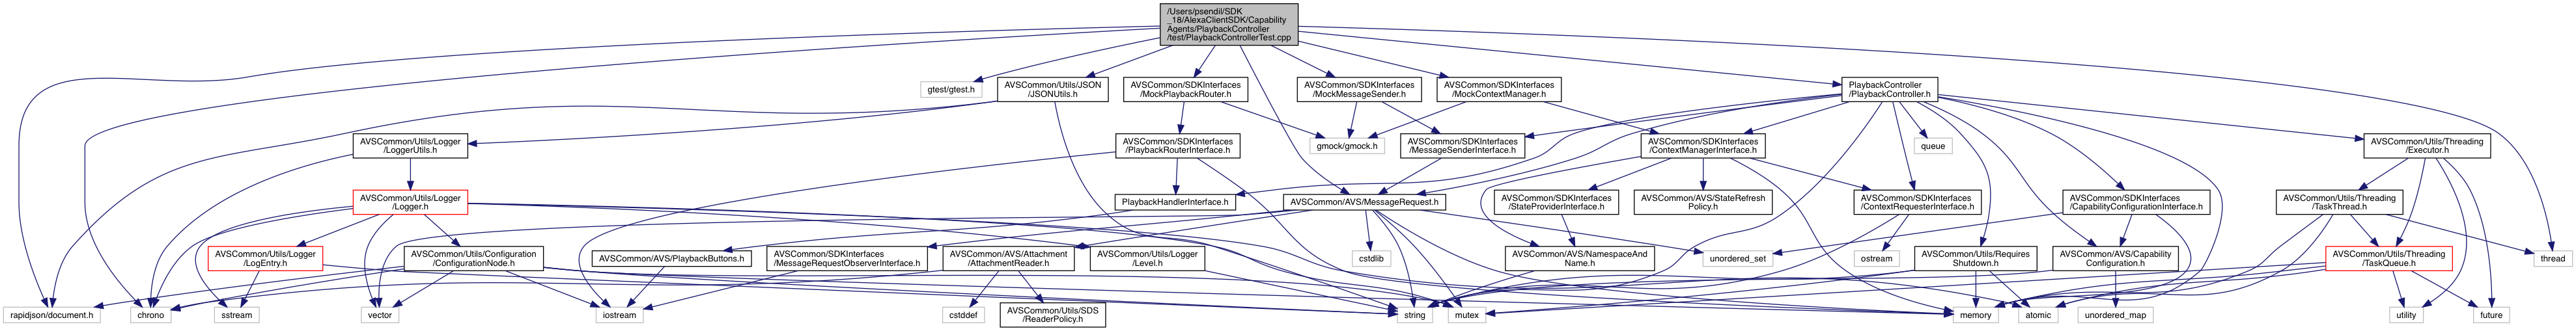 /Users/psendil/SDK
_18/AlexaClientSDK/Capability
Agents/PlaybackController
/test/PlaybackControllerTest.cpp
gtest/gtest.h
AVSCommon/Utils/JSON
/JSONUtils.h
AVSCommon/SDKInterfaces
/MockPlaybackRouter.h
AVSCommon/SDKInterfaces
/MockMessageSender.h
AVSCommon/SDKInterfaces
/MockContextManager.h
PlaybackController
/PlaybackController.h
AVSCommon/Utils/Logger
/LoggerUtils.h
AVSCommon/SDKInterfaces
/PlaybackRouterInterface.h
gmock/gmock.h
AVSCommon/SDKInterfaces
/MessageSenderInterface.h
AVSCommon/SDKInterfaces
/ContextManagerInterface.h
queue
AVSCommon/Utils/Threading
/Executor.h
AVSCommon/Utils/Logger
/Logger.h
PlaybackHandlerInterface.h
AVSCommon/AVS/MessageRequest.h
AVSCommon/SDKInterfaces
/StateProviderInterface.h
AVSCommon/AVS/StateRefresh
Policy.h
AVSCommon/SDKInterfaces
/ContextRequesterInterface.h
AVSCommon/SDKInterfaces
/CapabilityConfigurationInterface.h
AVSCommon/Utils/Threading
/TaskThread.h
AVSCommon/Utils/Logger
/LogEntry.h
AVSCommon/Utils/Configuration
/ConfigurationNode.h
AVSCommon/AVS/PlaybackButtons.h
AVSCommon/SDKInterfaces
/MessageRequestObserverInterface.h
AVSCommon/AVS/Attachment
/AttachmentReader.h
AVSCommon/Utils/Logger
/Level.h
cstdlib
AVSCommon/AVS/NamespaceAnd
Name.h
unordered_set
ostream
AVSCommon/Utils/Requires
Shutdown.h
AVSCommon/AVS/Capability
Configuration.h
AVSCommon/Utils/Threading
/TaskQueue.h
thread
rapidjson/document.h
chrono
sstream
vector
iostream
cstddef
AVSCommon/Utils/SDS
/ReaderPolicy.h
string
mutex
memory
atomic
unordered_map
utility
future